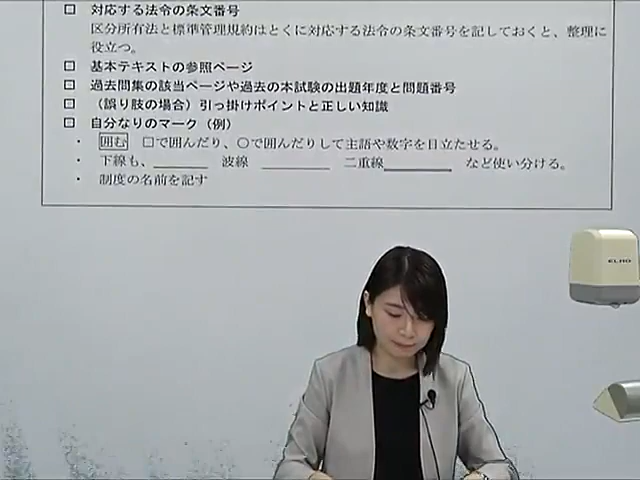 □ 対応する法令の条文番号
区分所有法と標準管理規約はとくに対応する法令の条文番号を記しておくと、整理に
役立つ。
□ 基本テキストの参照ページ
□ 過去問集の該当ページや過去の本試験の出題年度と問題番号
□ （誤り肢の場合）引っ掛けポイントと正しい知識
□ 自分なりのマーク（例）
・ 囲む □で囲んだり、○で囲んだりして主語や数字を目立たせる。
・ 下線も、______ 波線 ______ 二重線______ など使い分ける。
・ 制度の名前を記す
ELMO